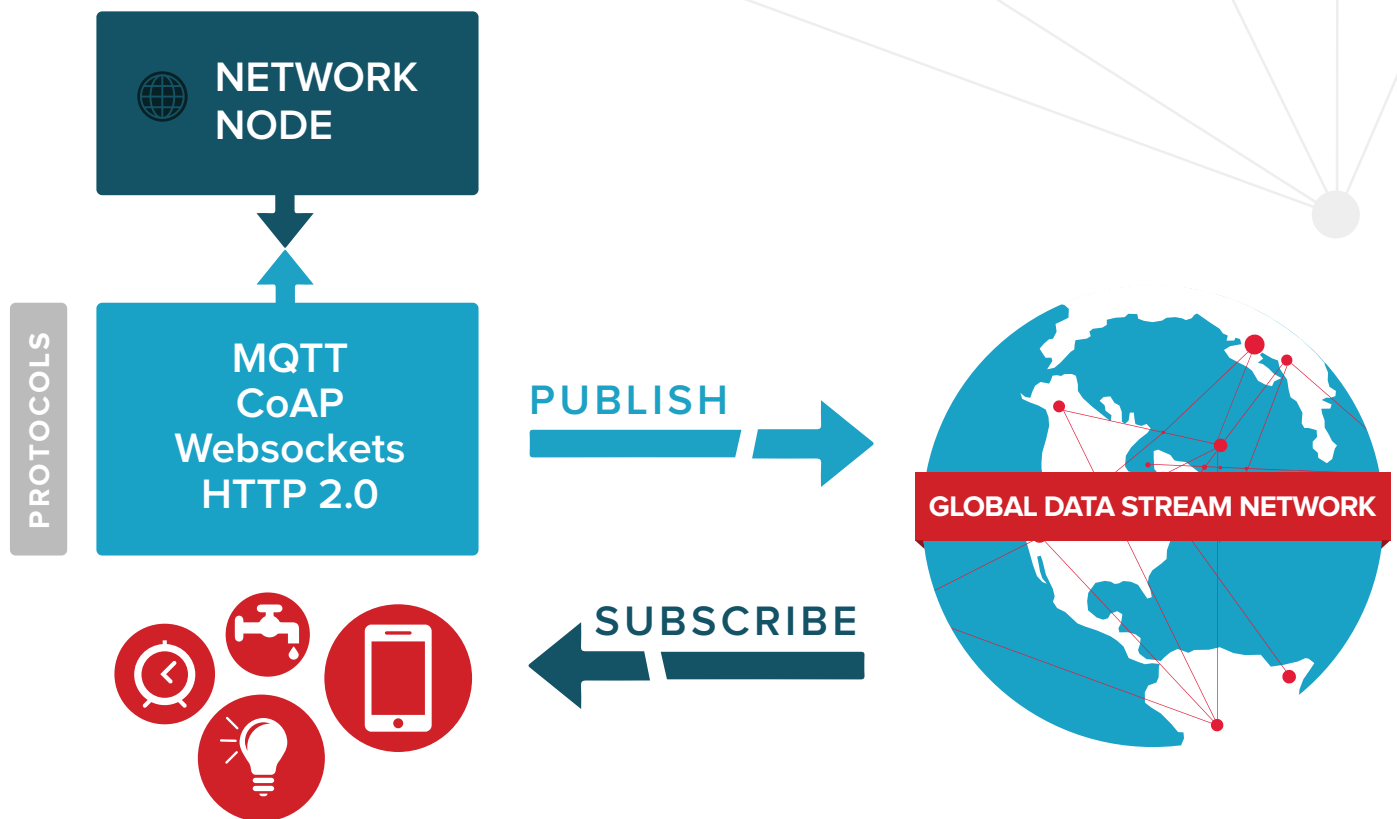 NETWORK
NODE
PROTOCOLS
MQTT
CoAP
Websockets
HTTP 2.0
PUBLISH
GLOBAL DATA STREAM NETWORK
SUBSCRIBE